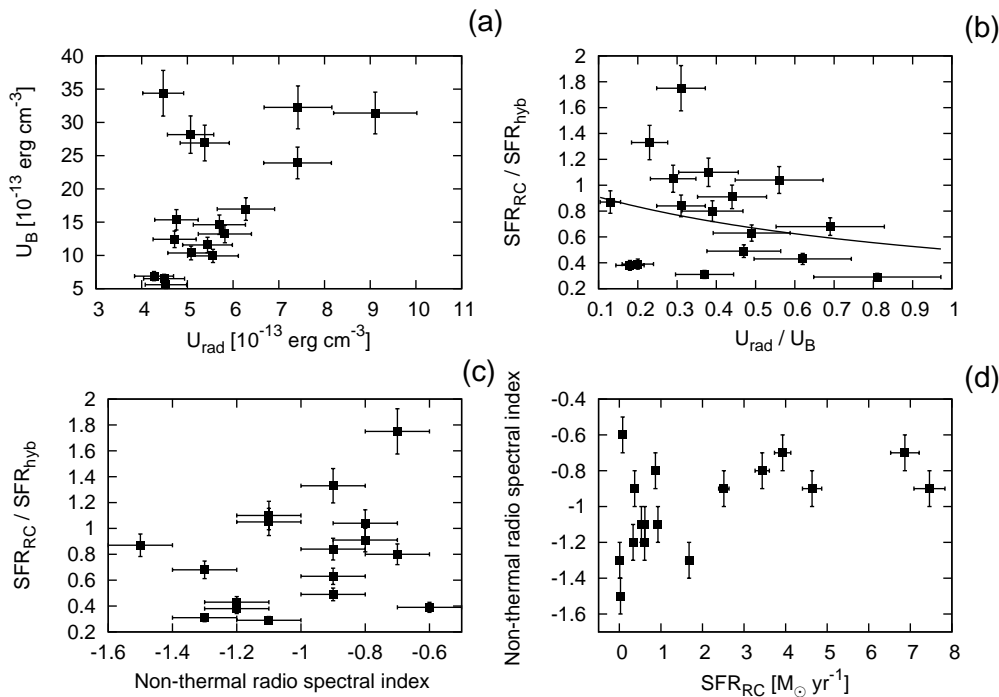 (a)
40
35
30
25
20
15
10
5
U_B [10^-13 erg cm^-3]
3 4 5 6 7 8 9 10 11
U_rad [10^-13 erg cm^-3]
(b)
2
1.8
1.6
1.4
1.2
1
0.8
0.6
0.4
0.2
SFR_RC / SFR_hyb
0.1 0.2 0.3 0.4 0.5 0.6 0.7 0.8 0.9 1
U_rad / U_B
(c)
2
1.8
1.6
1.4
1.2
1
0.8
0.6
0.4
0.2
SFR_RC / SFR_hyb
-1.6 -1.4 -1.2 -1 -0.8 -0.6
Non-thermal radio spectral index
(d)
-0.4
-0.6
-0.8
-1
-1.2
-1.4
-1.6
Non-thermal radio spectral index
0 1 2 3 4 5 6 7 8
SFR_RC [M_⊙ yr^-1]